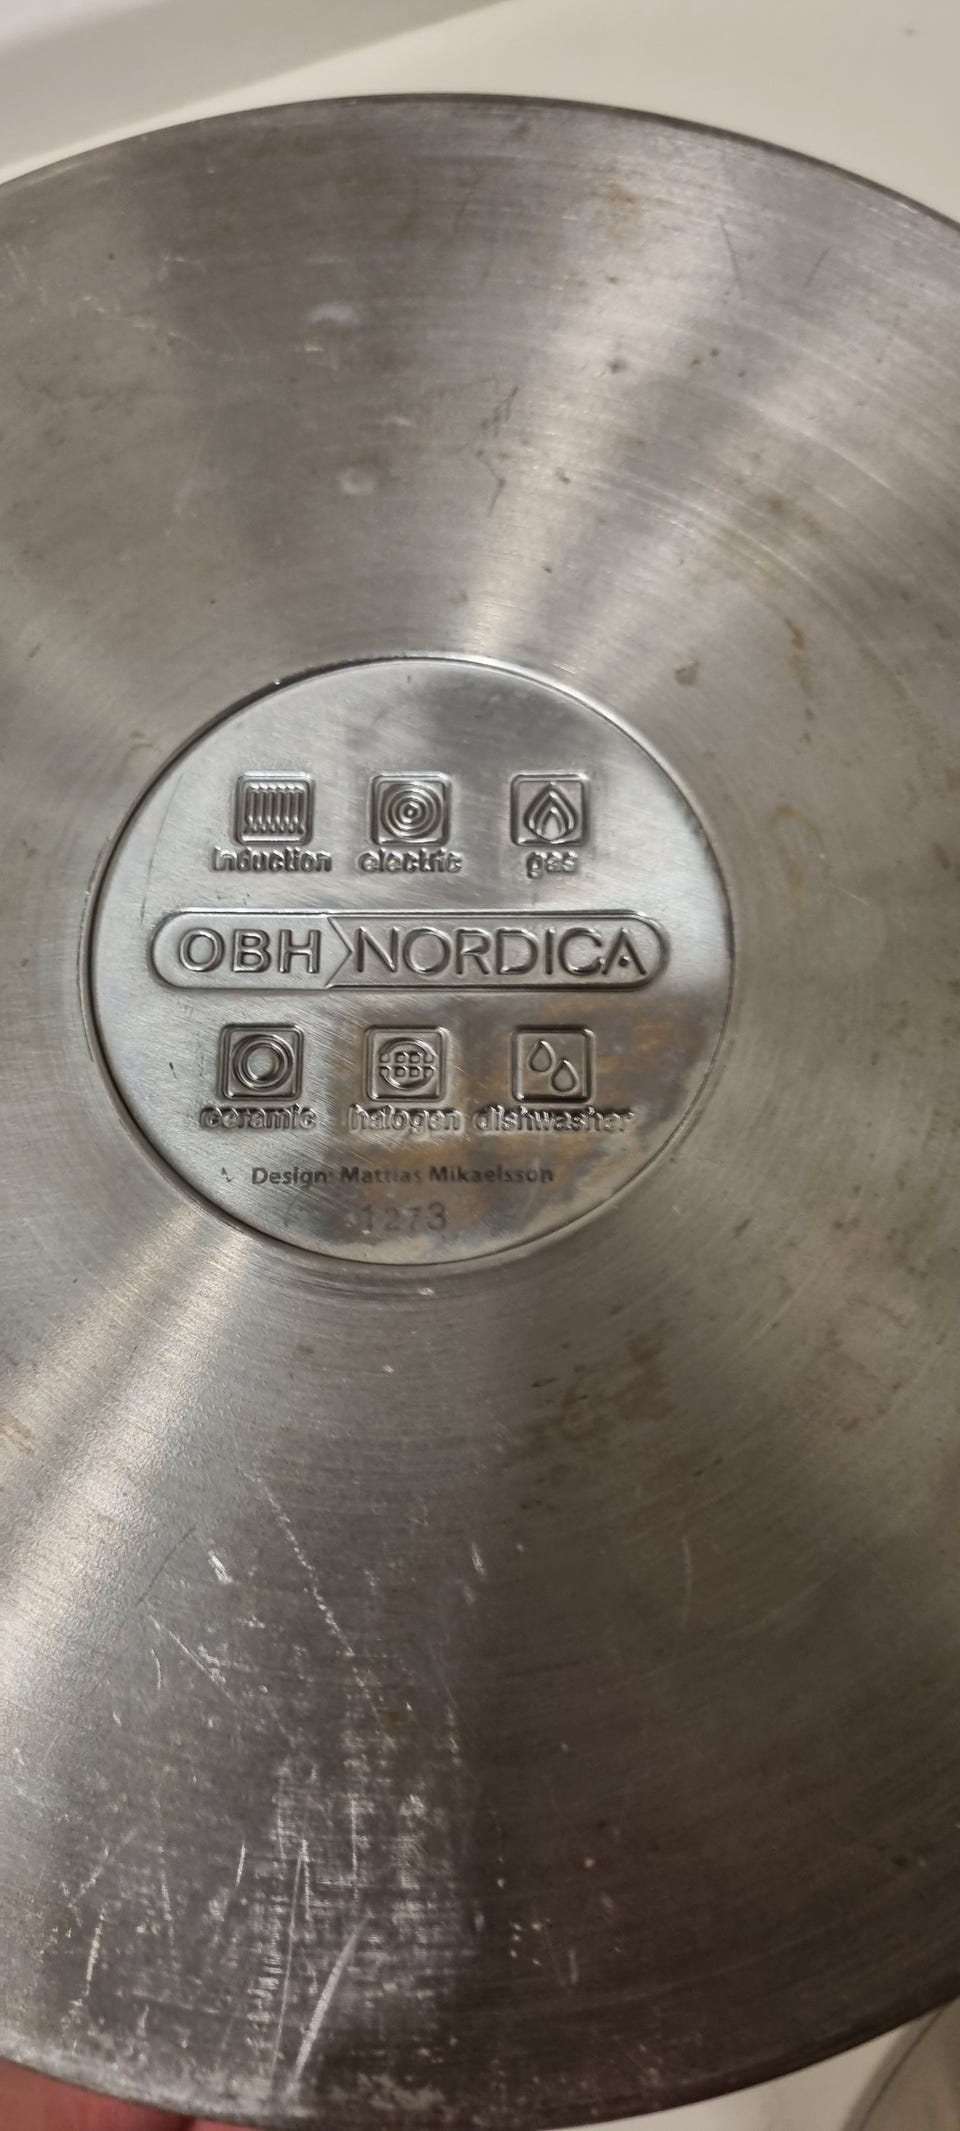 induction electric gas
OBH NORDICA
ceramic halogen dishwasher
Design: Mattias Mikaelsson
1273